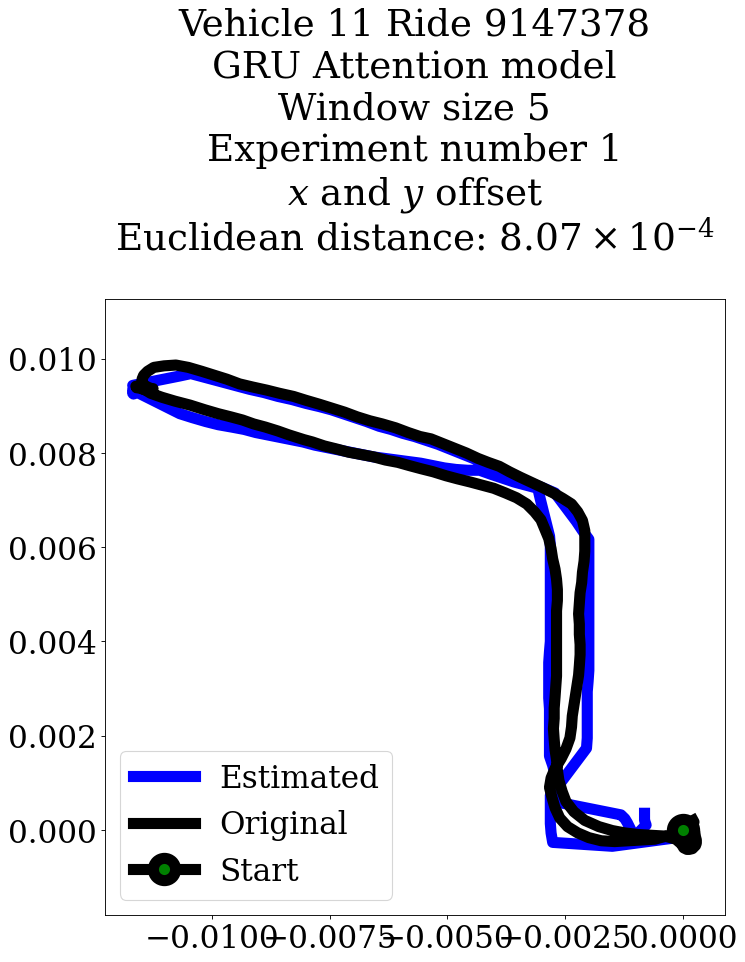 Vehicle 11 Ride 9147378
GRU Attention model
Window size 5
Experiment number 1
x and y offset
Euclidean distance: 8.07 × 10⁻⁴
0.010
0.008
0.006
0.004
0.002
0.000
Estimated
Original
Start
−0.0100 −0.0075 −0.0050 −0.0025 0.0000